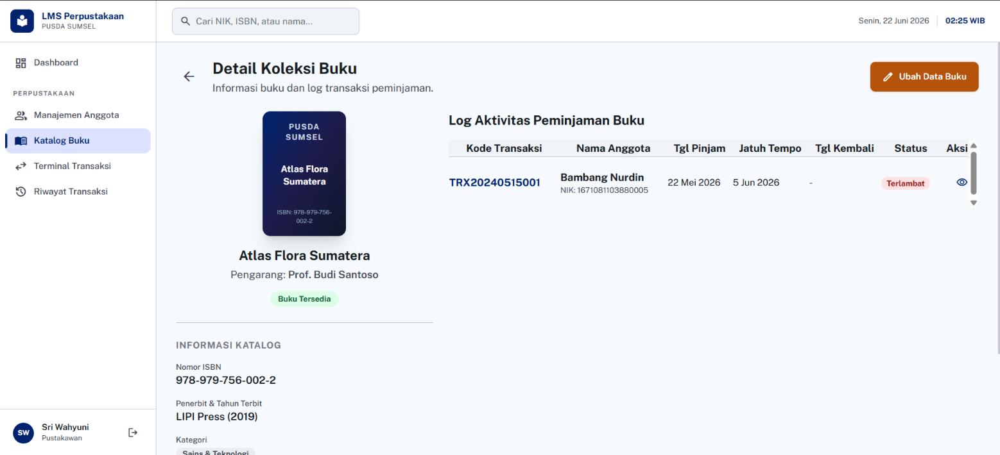 LMS Perpustakaan
PUSDA SUMSEL
Cari NIK, ISBN, atau nama...
Senin, 22 Juni 2026
02:25 WIB
Dashboard
PERPUSTAKAAN
Manajemen Anggota
Katalog Buku
Terminal Transaksi
Riwayat Transaksi
SW
Sri Wahyuni
Pustakawan
Detail Koleksi Buku
Informasi buku dan log transaksi peminjaman.
Ubah Data Buku
PUSDA
SUMSEL
Atlas Flora
Sumatera
ISBN: 978-979-756-
002-2
Atlas Flora Sumatera
Pengarang: Prof. Budi Santoso
Buku Tersedia
INFORMASI KATALOG
Nomor ISBN
978-979-756-002-2
Penerbit & Tahun Terbit
LIPI Press (2019)
Kategori
Sains & Teknologi
Log Aktivitas Peminjaman Buku
Kode Transaksi Nama Anggota Tgl Pinjam Jatuh Tempo Tgl Kembali Status Aksi
TRX20240515001 Bambang Nurdin 22 Mei 2026 5 Jun 2026 - Terlambat
NIK: 1671081103880005